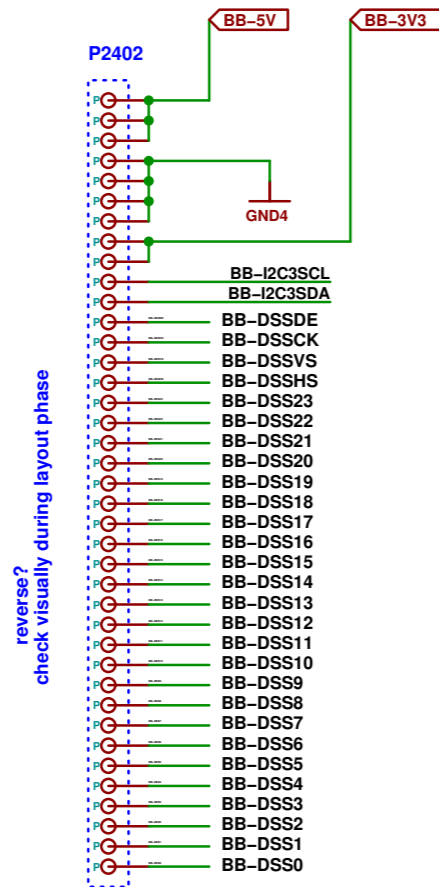 BB-5V
BB-3V3
P2402
P
P
P
P
P
P
P
GND4
P
P
P BB-I2C3SCL
P BB-I2C3SDA
P BB-DSSDE
P BB-DSSCK
P BB-DSSVS
P BB-DSSHS
P BB-DSS23
P BB-DSS22
P BB-DSS21
P BB-DSS20
P BB-DSS19
P BB-DSS18
P BB-DSS17
P BB-DSS16
P BB-DSS15
P BB-DSS14
P BB-DSS13
P BB-DSS12
P BB-DSS11
P BB-DSS10
P BB-DSS9
P BB-DSS8
P BB-DSS7
P BB-DSS6
P BB-DSS5
P BB-DSS4
P BB-DSS3
P BB-DSS2
P BB-DSS1
P BB-DSS0
reverse?
check visually during layout phase